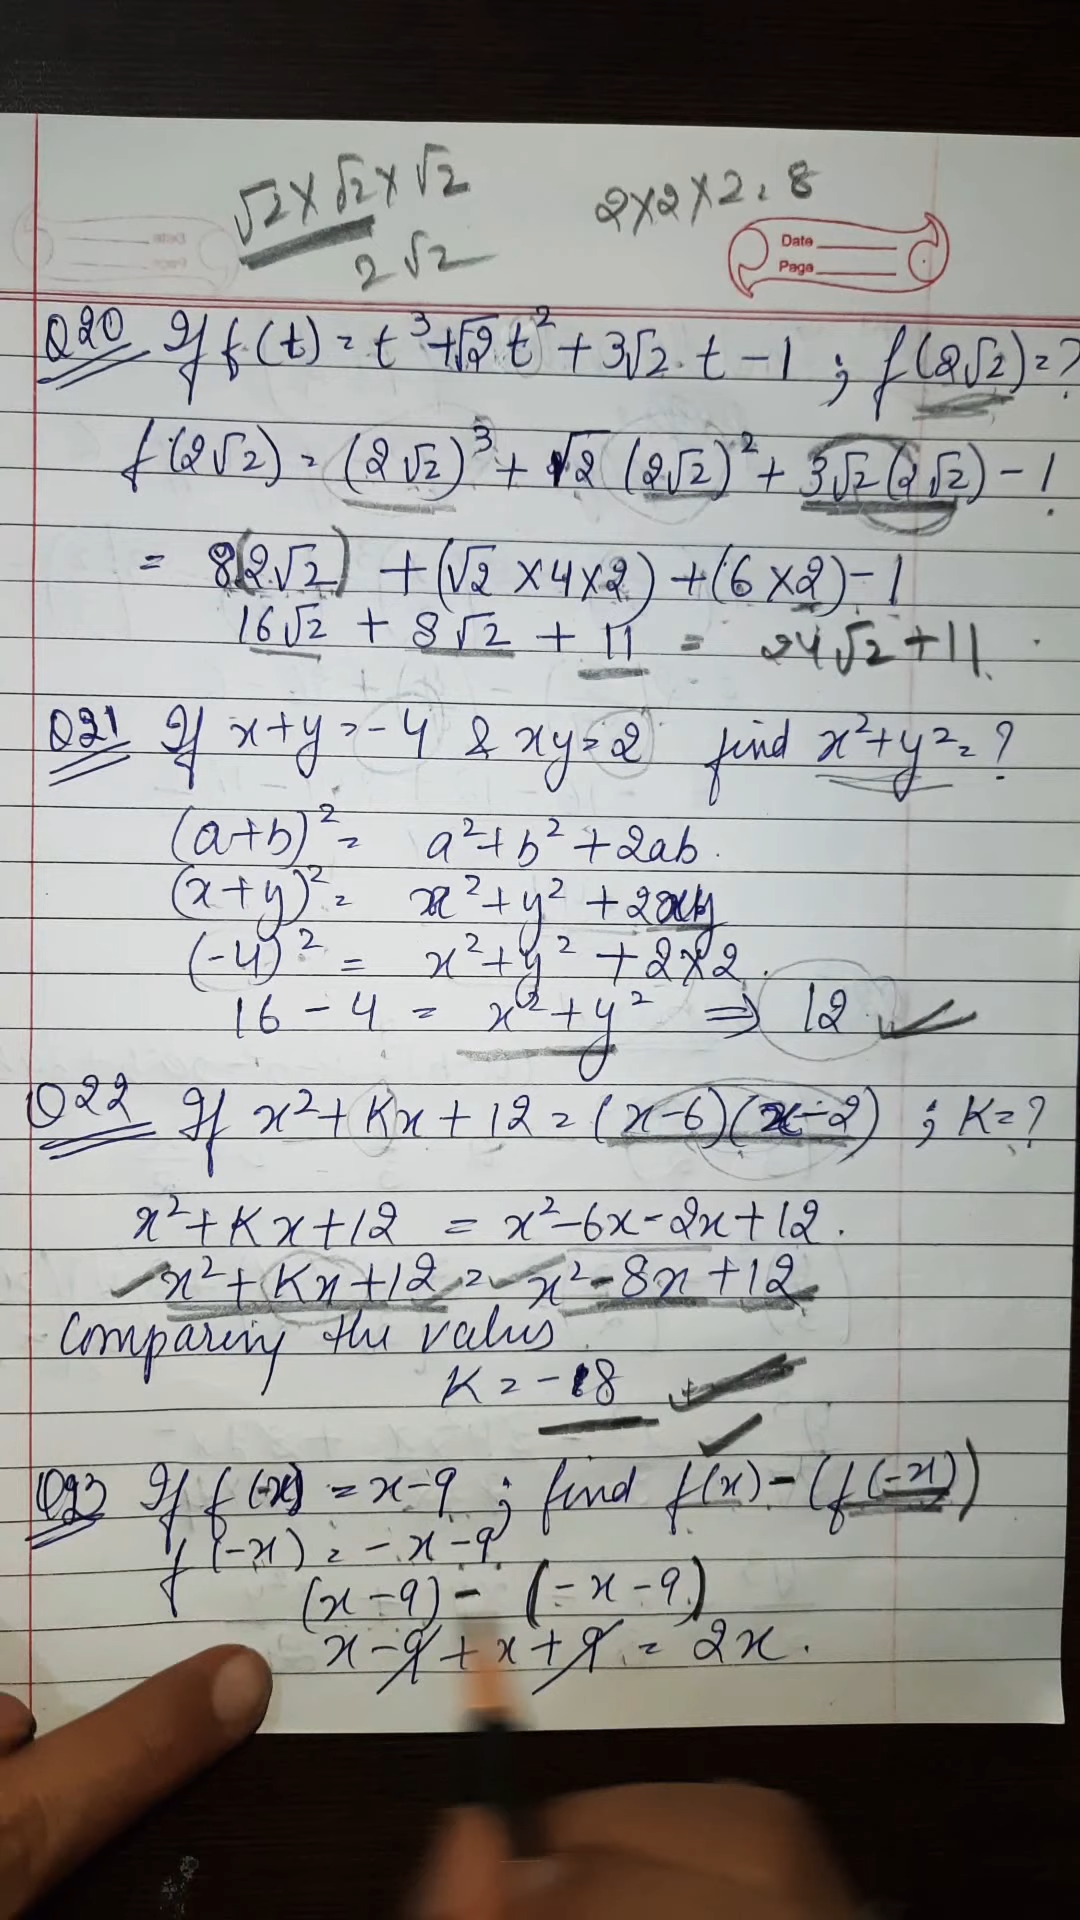 √2 × √2 × √2
2√2
2×2×2 = 8
Date
Page
Q20 If f(t) = t³+√2t² + 3√2.t - 1 ; f(2√2) = ?
f(2√2) = (2√2)³ + √2 (2√2)² + 3√2(2√2) - 1
= 8(2√2) + (√2 ×4×2) + (6×2) - 1
16√2 + 8√2 + 11 = 24√2 + 11.
Q21 If x+y = -4 & xy = 2 find x²+y² = ?
(a+b)² = a²+b²+2ab.
(x+y)² = x²+y²+2xy
(-4)² = x²+y²+2×2.
16 - 4 = x²+y² ⇒ 12 ✓
Q22 If x²+Kx+12 = (x-6)(x-2) ; K=?
x²+Kx+12 = x²-6x-2x+12.
x²+Kx+12 = x²-8x+12
Comparing the values
K = -8
Q23 If f(x) = x-9 ; find f(x)-(f(-x))
f(-x) = -x-9
(x-9) - (-x-9)
x-9+x+9 = 2x.